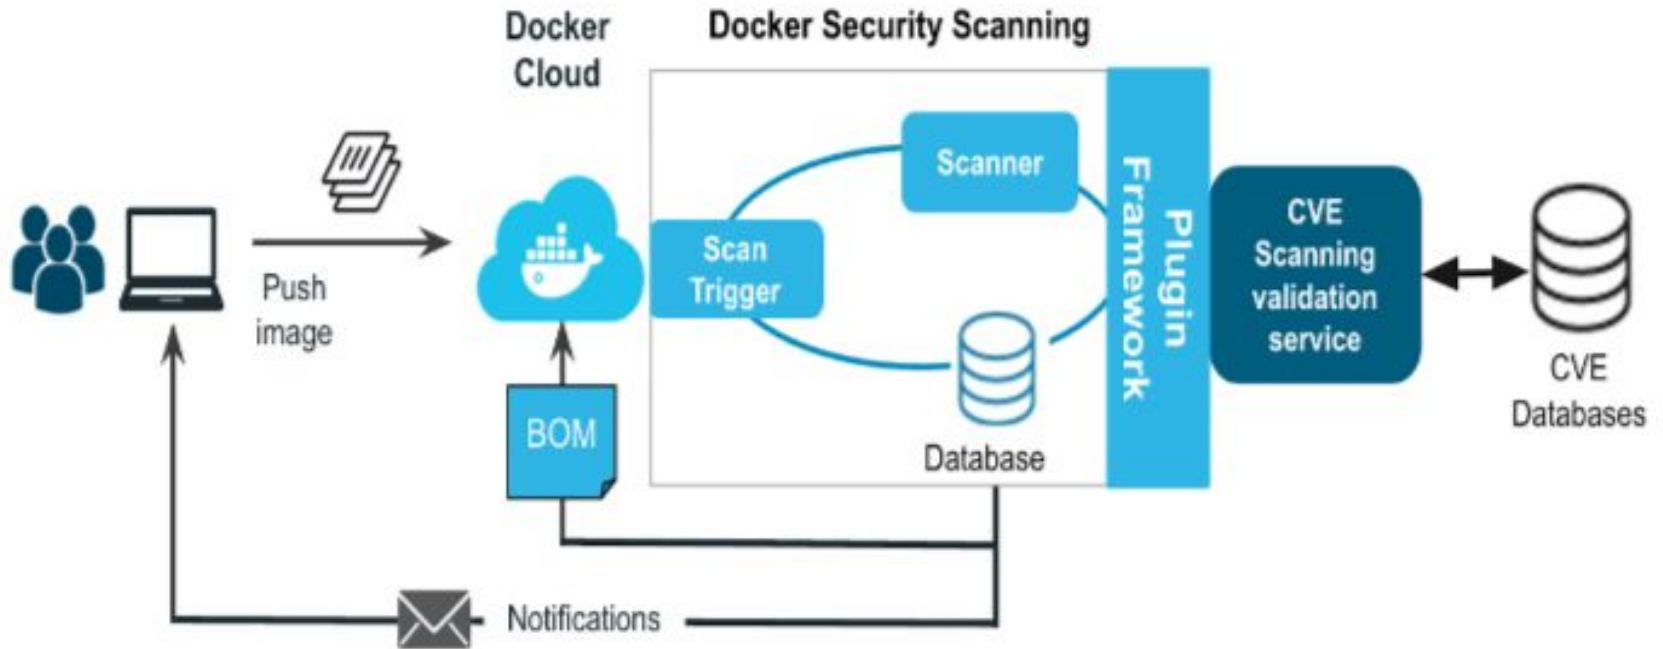 Docker
Cloud
Docker Security Scanning
Push
image
Scan
Trigger
Scanner
Database
Plugin
Framework
CVE
Scanning
validation
service
CVE
Databases
BOM
Notifications